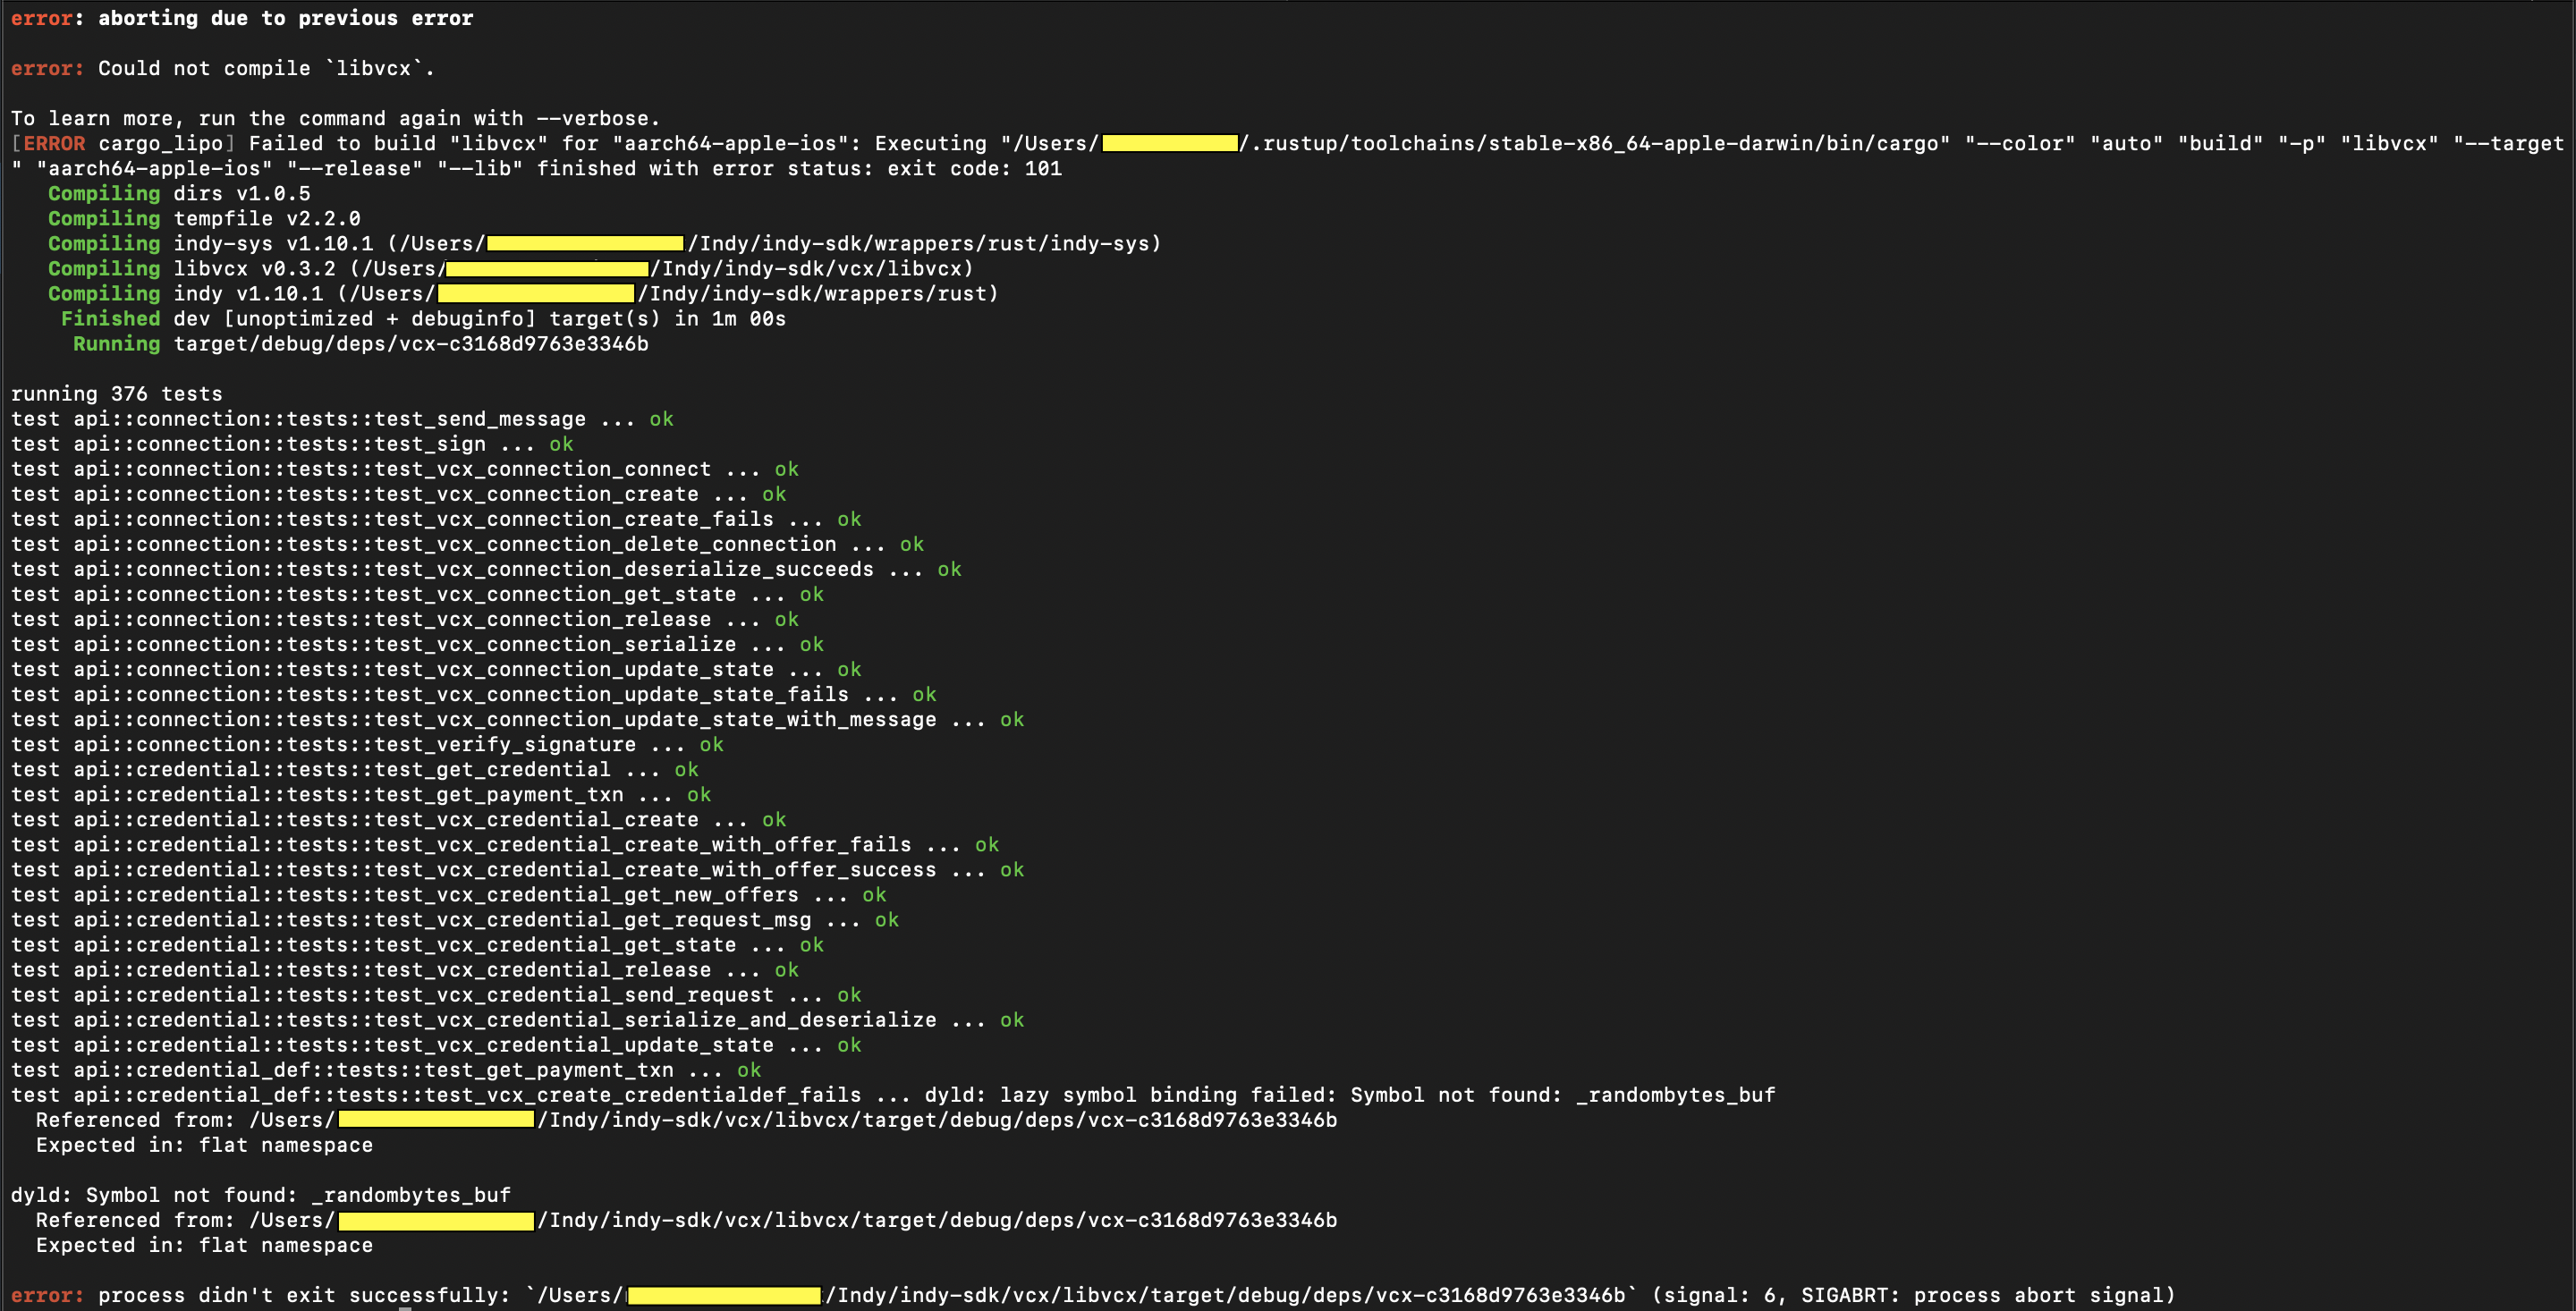 error: aborting due to previous error
error: Could not compile `libvcx`.
To learn more, run the command again with --verbose.
[ERROR cargo_lipo] Failed to build "libvcx" for "aarch64-apple-ios": Executing "/Users/ /.rustup/toolchains/stable-x86_64-apple-darwin/bin/cargo" "--color" "auto" "build" "-p" "libvcx" "--target
" "aarch64-apple-ios" "--release" "--lib" finished with error status: exit code: 101
Compiling dirs v1.0.5
Compiling tempfile v2.2.0
Compiling indy-sys v1.10.1 (/Users/ /Indy/indy-sdk/wrappers/rust/indy-sys)
Compiling libvcx v0.3.2 (/Users/ /Indy/indy-sdk/vcx/libvcx)
Compiling indy v1.10.1 (/Users/ /Indy/indy-sdk/wrappers/rust)
Finished dev [unoptimized + debuginfo] target(s) in 1m 00s
Running target/debug/deps/vcx-c3168d9763e3346b
running 376 tests
test api::connection::tests::test_send_message ... ok
test api::connection::tests::test_sign ... ok
test api::connection::tests::test_vcx_connection_connect ... ok
test api::connection::tests::test_vcx_connection_create ... ok
test api::connection::tests::test_vcx_connection_create_fails ... ok
test api::connection::tests::test_vcx_connection_delete_connection ... ok
test api::connection::tests::test_vcx_connection_deserialize_succeeds ... ok
test api::connection::tests::test_vcx_connection_get_state ... ok
test api::connection::tests::test_vcx_connection_release ... ok
test api::connection::tests::test_vcx_connection_serialize ... ok
test api::connection::tests::test_vcx_connection_update_state ... ok
test api::connection::tests::test_vcx_connection_update_state_fails ... ok
test api::connection::tests::test_vcx_connection_update_state_with_message ... ok
test api::connection::tests::test_verify_signature ... ok
test api::credential::tests::test_get_credential ... ok
test api::credential::tests::test_get_payment_txn ... ok
test api::credential::tests::test_vcx_credential_create ... ok
test api::credential::tests::test_vcx_credential_create_with_offer_fails ... ok
test api::credential::tests::test_vcx_credential_create_with_offer_success ... ok
test api::credential::tests::test_vcx_credential_get_new_offers ... ok
test api::credential::tests::test_vcx_credential_get_request_msg ... ok
test api::credential::tests::test_vcx_credential_get_state ... ok
test api::credential::tests::test_vcx_credential_release ... ok
test api::credential::tests::test_vcx_credential_send_request ... ok
test api::credential::tests::test_vcx_credential_serialize_and_deserialize ... ok
test api::credential::tests::test_vcx_credential_update_state ... ok
test api::credential_def::tests::test_get_payment_txn ... ok
test api::credential_def::tests::test_vcx_create_credentialdef_fails ... dyld: lazy symbol binding failed: Symbol not found: _randombytes_buf
Referenced from: /Users/ /Indy/indy-sdk/vcx/libvcx/target/debug/deps/vcx-c3168d9763e3346b
Expected in: flat namespace
dyld: Symbol not found: _randombytes_buf
Referenced from: /Users/ /Indy/indy-sdk/vcx/libvcx/target/debug/deps/vcx-c3168d9763e3346b
Expected in: flat namespace
error: process didn't exit successfully: `/Users/ /Indy/indy-sdk/vcx/libvcx/target/debug/deps/vcx-c3168d9763e3346b` (signal: 6, SIGABRT: process abort signal)